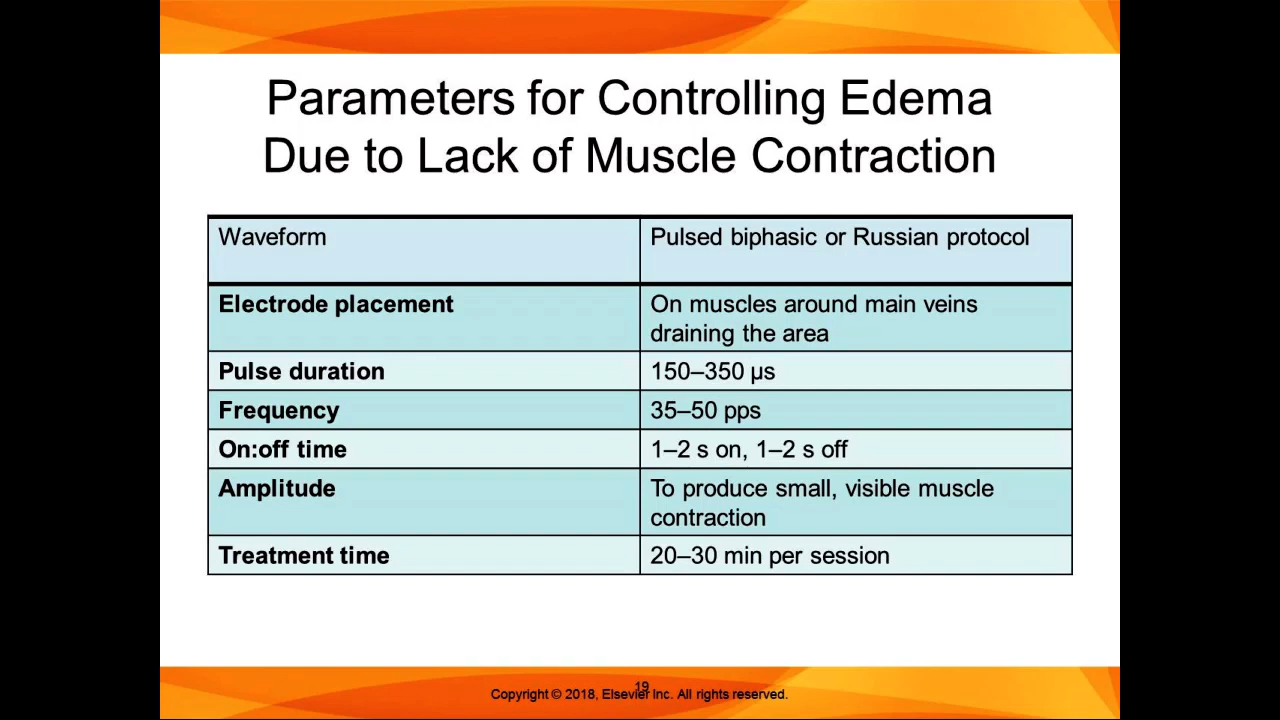 Parameters for Controlling Edema
Due to Lack of Muscle Contraction
Waveform
Pulsed biphasic or Russian protocol
Electrode placement
On muscles around main veins
draining the area
Pulse duration
150–350 µs
Frequency
35–50 pps
On:off time
1–2 s on, 1–2 s off
Amplitude
To produce small, visible muscle
contraction
Treatment time
20–30 min per session
19
Copyright © 2018, Elsevier Inc. All rights reserved.